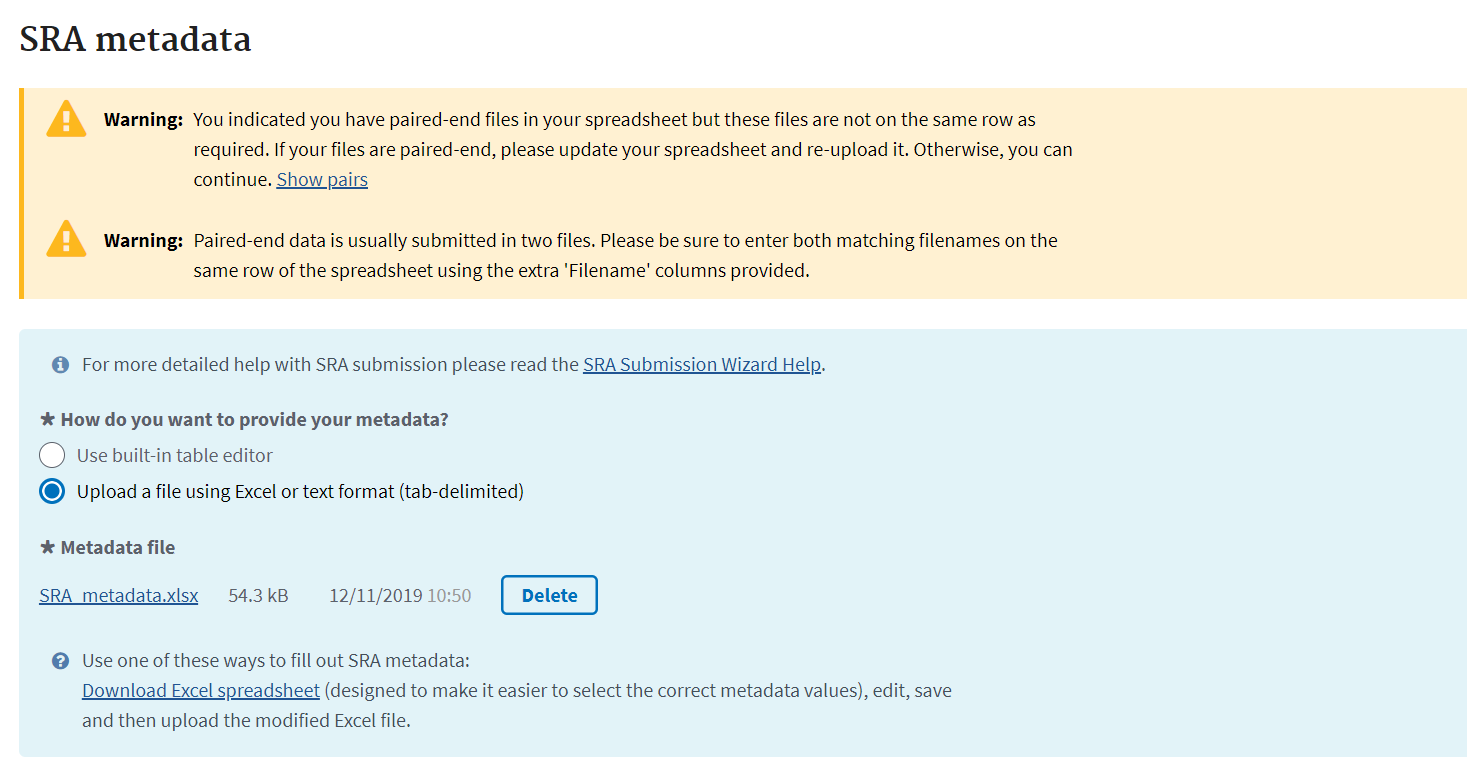 SRA metadata
Warning: You indicated you have paired-end files in your spreadsheet but these files are not on the same row as
required. If your files are paired-end, please update your spreadsheet and re-upload it. Otherwise, you can
continue. Show pairs
Warning: Paired-end data is usually submitted in two files. Please be sure to enter both matching filenames on the
same row of the spreadsheet using the extra 'Filename' columns provided.
For more detailed help with SRA submission please read the SRA Submission Wizard Help.
★ How do you want to provide your metadata?
Use built-in table editor
Upload a file using Excel or text format (tab-delimited)
★ Metadata file
SRA_metadata.xlsx 54.3 kB 12/11/2019 10:50 Delete
Use one of these ways to fill out SRA metadata:
Download Excel spreadsheet (designed to make it easier to select the correct metadata values), edit, save
and then upload the modified Excel file.